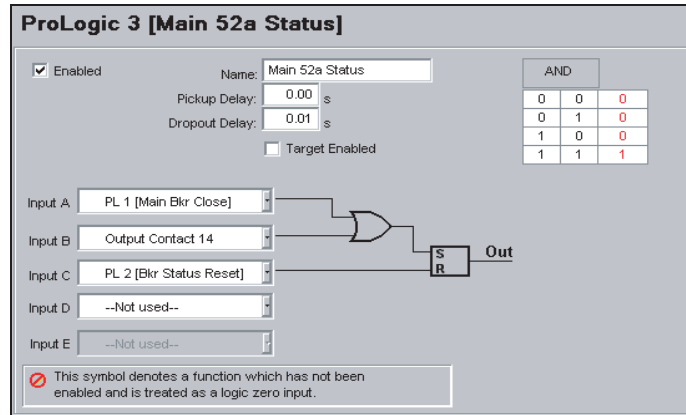 ProLogic 3 [Main 52a Status]
Enabled
Name: Main 52a Status
Pickup Delay: 0.00 s
Dropout Delay: 0.01 s
Target Enabled
AND
0 0 0
0 1 0
1 0 0
1 1 1
Input A PL 1 [Main Bkr Close]
Input B Output Contact 14
S Out
Input C PL 2 [Bkr Status Reset]
R
Input D --Not used--
Input E --Not used--
This symbol denotes a function which has not been
enabled and is treated as a logic zero input.